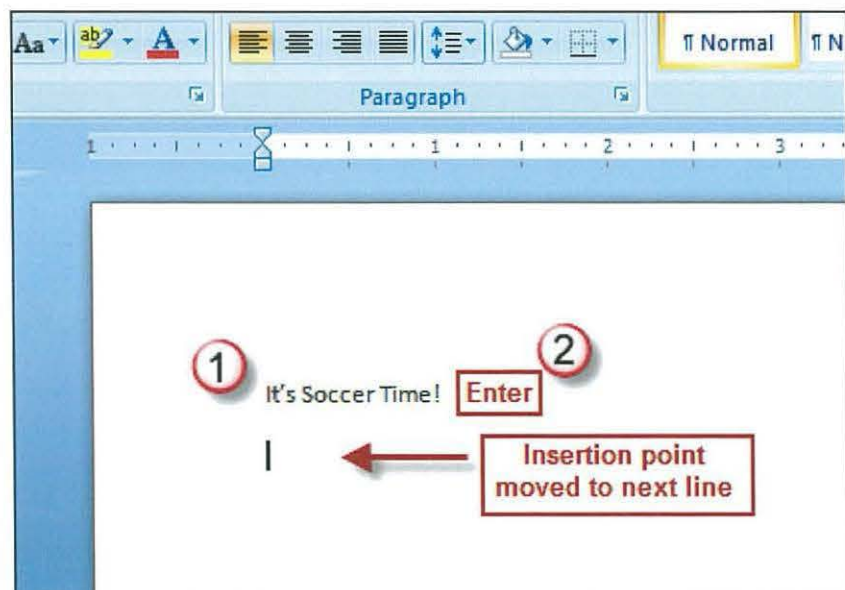 Aa ab A ¶ Normal ¶ N
Paragraph
1 1 2 3
1 2
It's Soccer Time! Enter
Insertion point
moved to next line